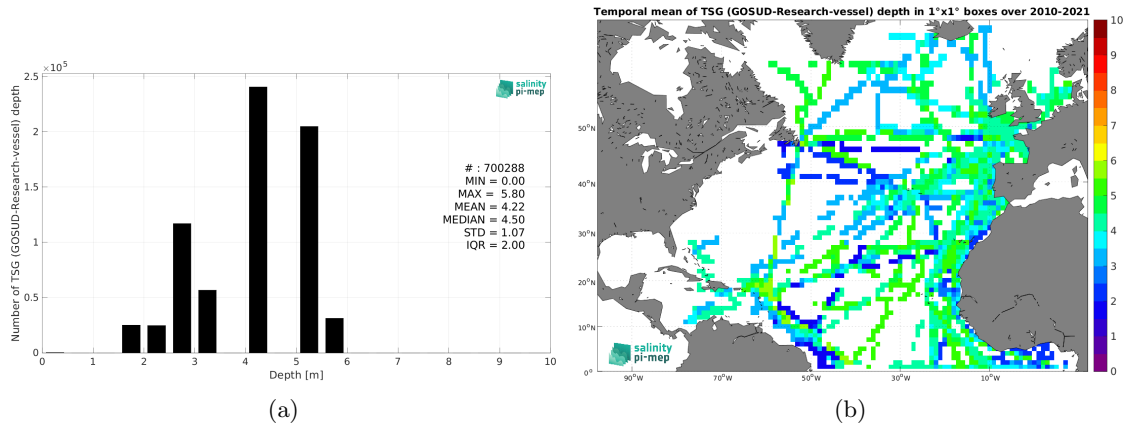 2.5 ×10⁵
2
1.5
1
0.5
0
Number of TSG (GOSUD-Research-vessel) depth
1 2 3 4 5 6 7 8 9 10
Depth [m]
salinity
pi-mep
# : 700288
MIN = 0.00
MAX = 5.80
MEAN = 4.22
MEDIAN = 4.50
STD = 1.07
IQR = 2.00
(a)
Temporal mean of TSG (GOSUD-Research-vessel) depth in 1°x1° boxes over 2010-2021
50°N
40°N
30°N
20°N
10°N
0°
90°W 70°W 50°W 30°W 10°W
salinity
pi-mep
10
9
8
7
6
5
4
3
2
1
0
(b)